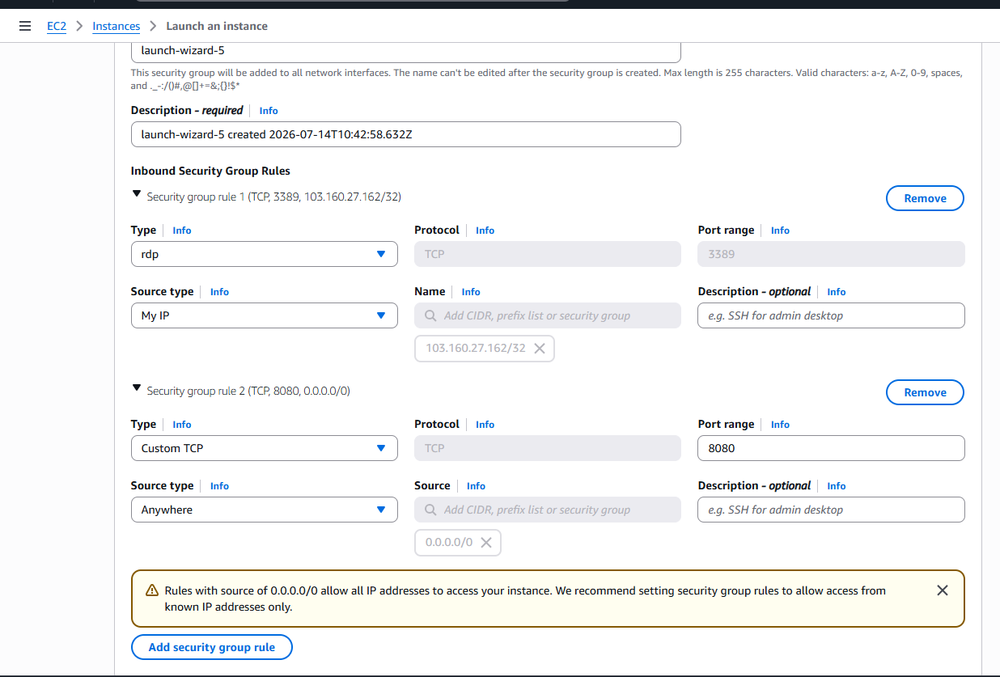 EC2 > Instances > Launch an instance
launch-wizard-5
This security group will be added to all network interfaces. The name can't be edited after the security group is created. Max length is 255 characters. Valid characters: a-z, A-Z, 0-9, spaces,
and ._-:/()#,@[]+=&;{}!$*
Description - required Info
launch-wizard-5 created 2026-07-14T10:42:58.632Z
Inbound Security Group Rules
Security group rule 1 (TCP, 3389, 103.160.27.162/32)
Remove
Type Info Protocol Info Port range Info
rdp TCP 3389
Source type Info Name Info Description - optional Info
My IP Add CIDR, prefix list or security group e.g. SSH for admin desktop
103.160.27.162/32
Security group rule 2 (TCP, 8080, 0.0.0.0/0)
Remove
Type Info Protocol Info Port range Info
Custom TCP TCP 8080
Source type Info Source Info Description - optional Info
Anywhere Add CIDR, prefix list or security group e.g. SSH for admin desktop
0.0.0.0/0
Rules with source of 0.0.0.0/0 allow all IP addresses to access your instance. We recommend setting security group rules to allow access from
known IP addresses only.
Add security group rule